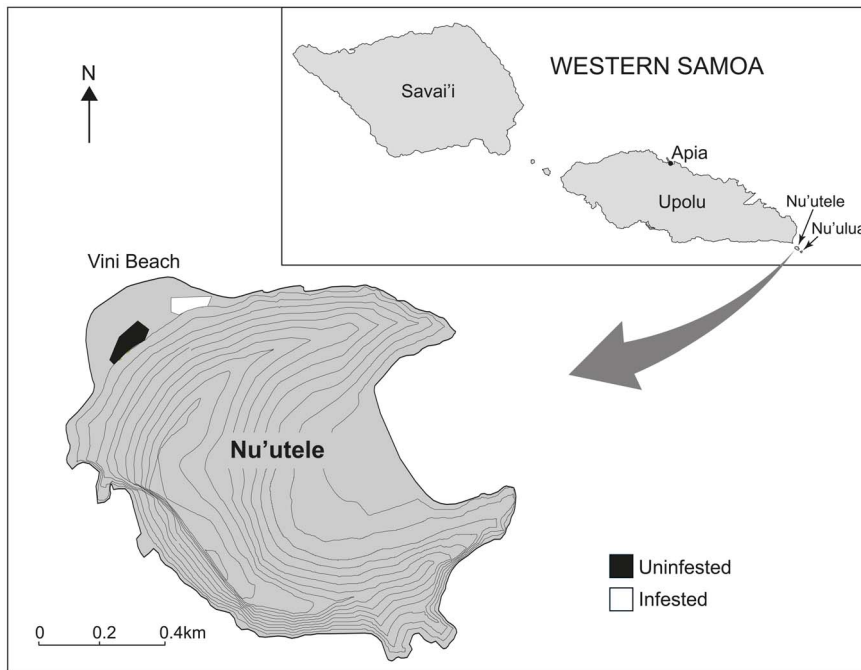 N
WESTERN SAMOA
Savai'i
Apia
Upolu
Nu'utele
Nu'ulua
Vini Beach
Nu'utele
Uninfested
Infested
0 0.2 0.4km